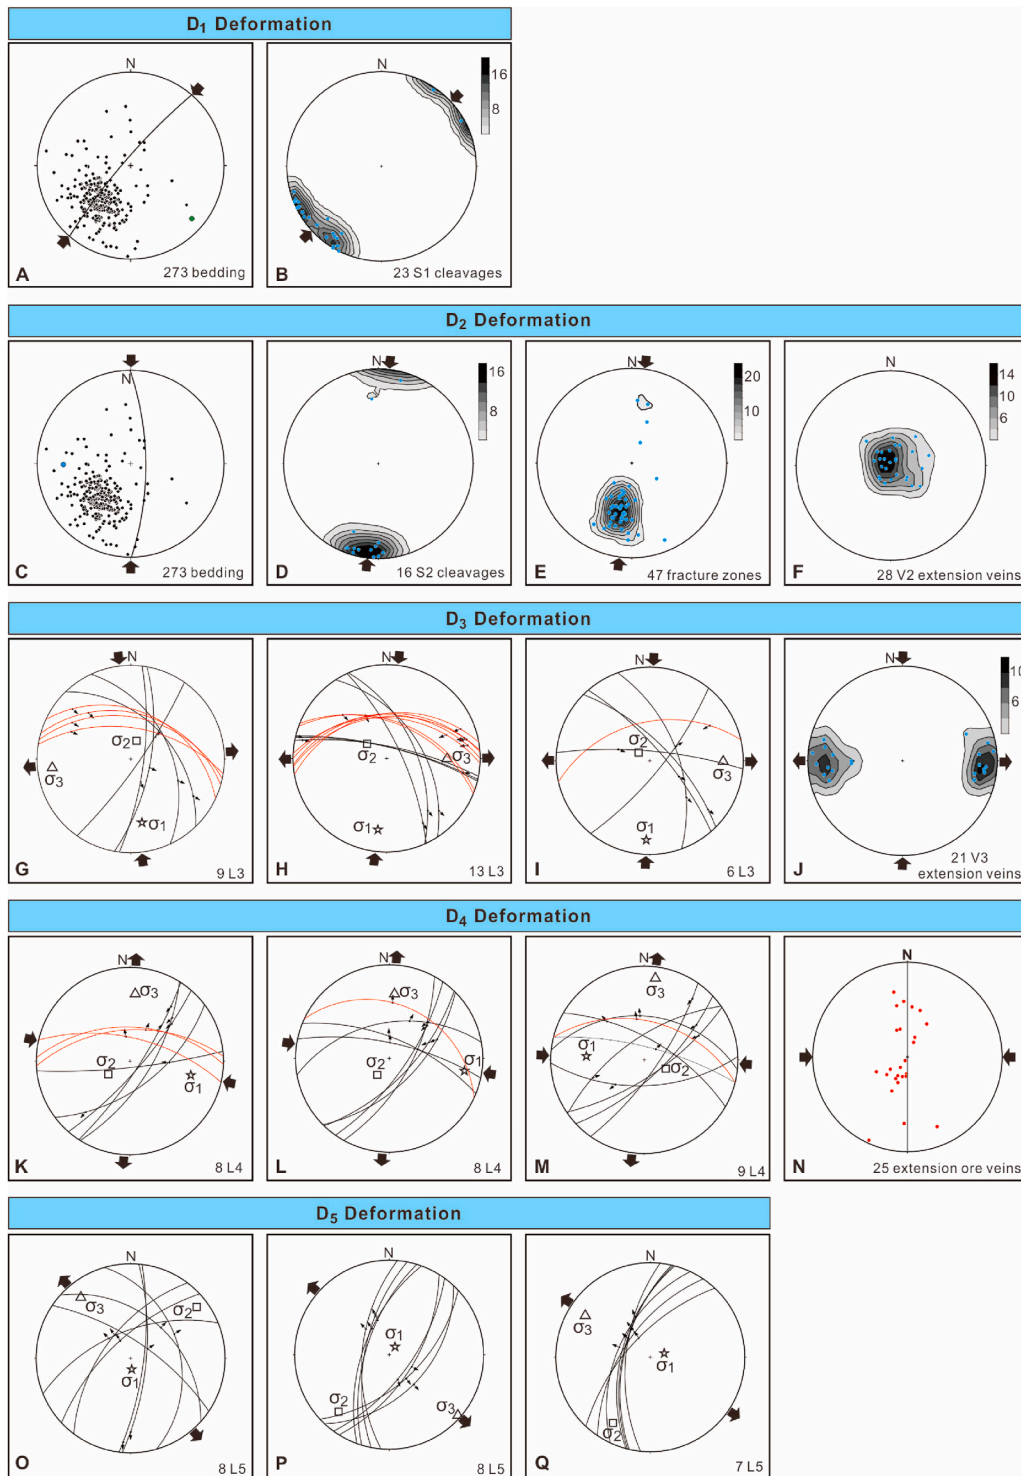 D₁ Deformation
N
A
273 bedding
N
16
8
B
23 S1 cleavages
D₂ Deformation
N
C
273 bedding
N
16
8
D
16 S2 cleavages
N
20
10
E
47 fracture zones
N
14
10
6
F
28 V2 extension veins
D₃ Deformation
N
σ₂
σ₃
σ₁
G
9 L3
N
σ₂
σ₃
σ₁
H
13 L3
N
σ₂
σ₃
σ₁
I
6 L3
N
10
6
J
21 V3
extension veins
D₄ Deformation
N
σ₃
σ₂
σ₁
K
8 L4
N
σ₃
σ₂
σ₁
L
8 L4
N
σ₃
σ₁
σ₂
M
9 L4
N
N
25 extension ore veins
D₅ Deformation
N
σ₃
σ₂
σ₁
O
8 L5
N
σ₁
σ₂
σ₃
P
8 L5
N
σ₃
σ₁
σ₂
Q
7 L5